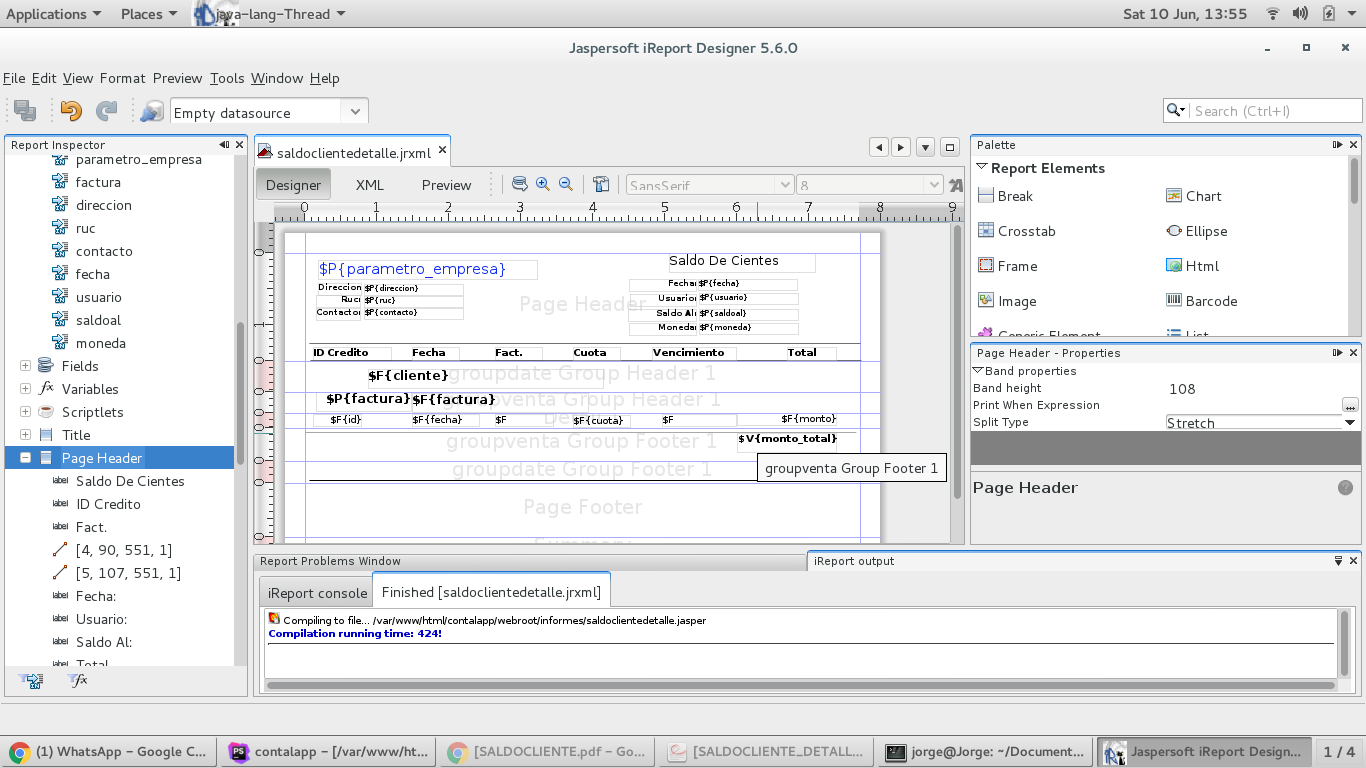 Applications Places java-lang-Thread Sat 10 Jun, 13:55
Jaspersoft iReport Designer 5.6.0
File Edit View Format Preview Tools Window Help
Empty datasource
Search (Ctrl+I)
Report Inspector
parametro_empresa
factura
direccion
ruc
contacto
fecha
usuario
saldoal
moneda
Fields
Variables
Scriptlets
Title
Page Header
Saldo De Cientes
ID Credito
Fact.
[4, 90, 551, 1]
[5, 107, 551, 1]
Fecha:
Usuario:
Saldo Al:
Total
saldoclientedetalle.jrxml
Designer XML Preview SansSerif 8
0 1 2 3 4 5 6 7 8 9
$P{parametro_empresa} Saldo De Cientes
Direccion $P{direccion} Fecha: $P{fecha}
Ruc: $P{ruc} Page Header Usuario: $P{usuario}
Contacto: $P{contacto} Saldo Al: $P{saldoal}
Moneda: $P{moneda}
ID Credito Fecha Fact. Cuota Vencimiento Total
$F{cliente} groupdate Group Header 1
$P{factura} $F{factura} Group Header 1
$F{id} $F{fecha} $F $F{cuota} $F $F{monto}
groupventa Group Footer 1 $V{monto_total}
groupdate Group Footer 1
groupventa Group Footer 1
Page Footer
Summary
Palette
Report Elements
Break Chart
Crosstab Ellipse
Frame Html
Image Barcode
Generic Element List
Page Header - Properties
Band properties
Band height 108
Print When Expression ...
Split Type Stretch
Page Header
Report Problems Window iReport output
iReport console Finished [saldoclientedetalle.jrxml]
Compiling to file... /var/www/html/contalapp/webroot/informes/saldoclientedetalle.jasper
Compilation running time: 424!
(1) WhatsApp – Google C... contalapp – [/var/www/ht... [SALDOCLIENTE.pdf – Go... [SALDOCLIENTE_DETALL... jorge@Jorge: ~/Document... Jaspersoft iReport Design... 1 / 4